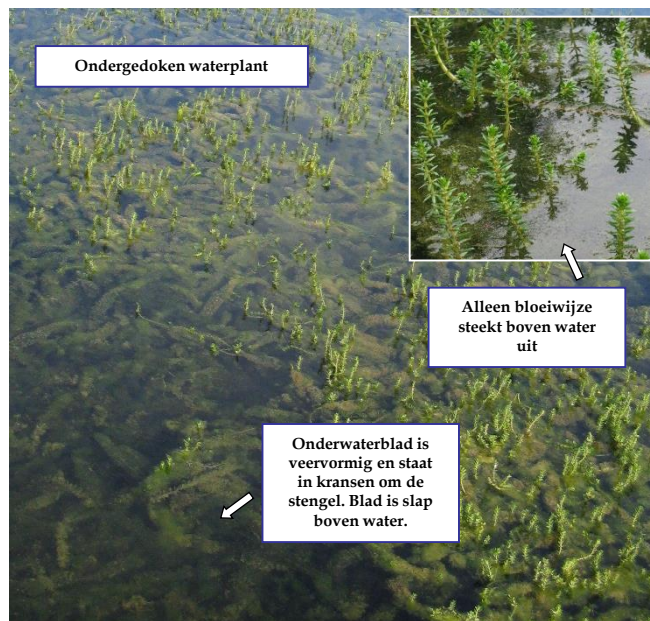 Ondergedoken waterplant
Alleen bloeiwijze
steekt boven water
uit
Onderwaterblad is
veervormig en staat
in kransen om de
stengel. Blad is slap
boven water.